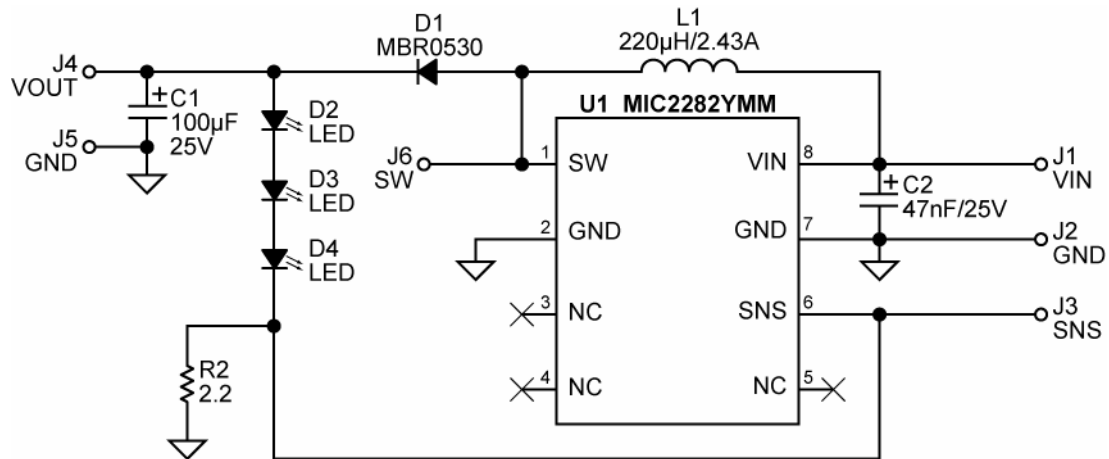 D1
MBR0530
L1
220µH/2.43A
J4
VOUT
C1
100µF
25V
D2
LED
J5
GND
D3
LED
D4
LED
R2
2.2
J6
SW
U1 MIC2282YMM
1
SW
VIN
8
2
GND
GND
7
3
NC
SNS
6
4
NC
NC
5
J1
VIN
C2
47nF/25V
J2
GND
J3
SNS